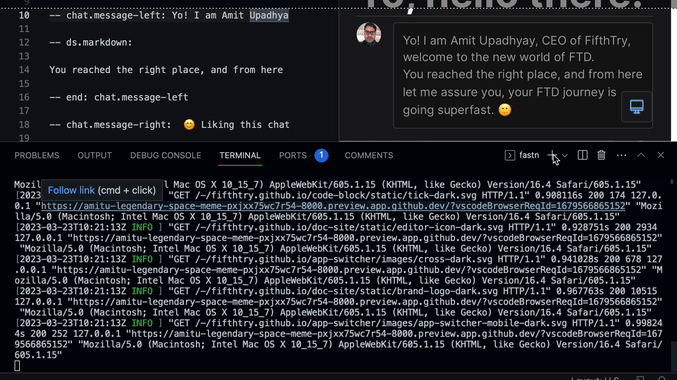 Yo, hello there!
10 -- chat.message-left: Yo! I am Amit Upadhya
11
12 -- ds.markdown:
13
14 You reached the right place, and from here
15
16 -- end: chat.message-left
17
18 -- chat.message-right: 😊 Liking this chat
19
Yo! I am Amit Upadhyay, CEO of FifthTry,
welcome to the new world of FTD.
You reached the right place, and from here
let me assure you, your FTD journey is
going superfast. 🙂
PROBLEMS OUTPUT DEBUG CONSOLE TERMINAL PORTS 1 COMMENTS fastn
Mozil l Mac OS X 10_15_7) AppleWebKit/605.1.15 (KHTML, like Gecko) Version/16.4 Safari/605.1.15"
Follow link (cmd + click)
[2023-03-23T10:21:13Z INFO ] "GET /-/fifthtry.github.io/code-block/static/tick-dark.svg HTTP/1.1" 0.908116s 200 174 127.0.
0.1 "https://amitu-legendary-space-meme-pxjxx75wc7r54-8000.preview.app.github.dev/?vscodeBrowserReqId=1679566865152" "Mozi
lla/5.0 (Macintosh; Intel Mac OS X 10_15_7) AppleWebKit/605.1.15 (KHTML, like Gecko) Version/16.4 Safari/605.1.15"
[2023-03-23T10:21:13Z INFO ] "GET /-/fifthtry.github.io/doc-site/static/editor-icon-dark.svg HTTP/1.1" 0.928751s 200 2934
127.0.0.1 "https://amitu-legendary-space-meme-pxjxx75wc7r54-8000.preview.app.github.dev/?vscodeBrowserReqId=1679566865152"
"Mozilla/5.0 (Macintosh; Intel Mac OS X 10_15_7) AppleWebKit/605.1.15 (KHTML, like Gecko) Version/16.4 Safari/605.1.15"
[2023-03-23T10:21:13Z INFO ] "GET /-/fifthtry.github.io/app-switcher/images/cross-dark.svg HTTP/1.1" 0.941028s 200 678 127
.0.0.1 "https://amitu-legendary-space-meme-pxjxx75wc7r54-8000.preview.app.github.dev/?vscodeBrowserReqId=1679566865152" "M
ozilla/5.0 (Macintosh; Intel Mac OS X 10_15_7) AppleWebKit/605.1.15 (KHTML, like Gecko) Version/16.4 Safari/605.1.15"
[2023-03-23T10:21:13Z INFO ] "GET /-/fifthtry.github.io/doc-site/static/brand-logo-dark.svg HTTP/1.1" 0.967763s 200 10515
127.0.0.1 "https://amitu-legendary-space-meme-pxjxx75wc7r54-8000.preview.app.github.dev/?vscodeBrowserReqId=1679566865152"
"Mozilla/5.0 (Macintosh; Intel Mac OS X 10_15_7) AppleWebKit/605.1.15 (KHTML, like Gecko) Version/16.4 Safari/605.1.15"
[2023-03-23T10:21:13Z INFO ] "GET /-/fifthtry.github.io/app-switcher/images/app-switcher-mobile-dark.svg HTTP/1.1" 0.99824
4s 200 252 127.0.0.1 "https://amitu-legendary-space-meme-pxjxx75wc7r54-8000.preview.app.github.dev/?vscodeBrowserReqId=167
9566865152" "Mozilla/5.0 (Macintosh; Intel Mac OS X 10_15_7) AppleWebKit/605.1.15 (KHTML, like Gecko) Version/16.4 Safari/
605.1.15"